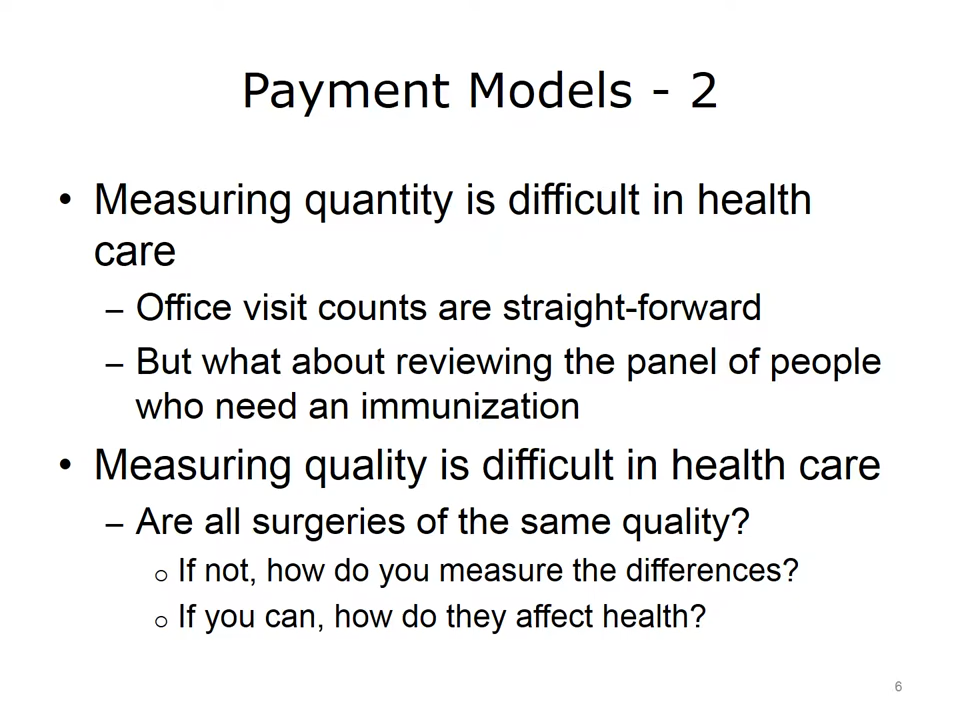 Payment Models - 2
• Measuring quantity is difficult in health
care
– Office visit counts are straight-forward
– But what about reviewing the panel of people
who need an immunization
• Measuring quality is difficult in health care
– Are all surgeries of the same quality?
o If not, how do you measure the differences?
o If you can, how do they affect health?
6